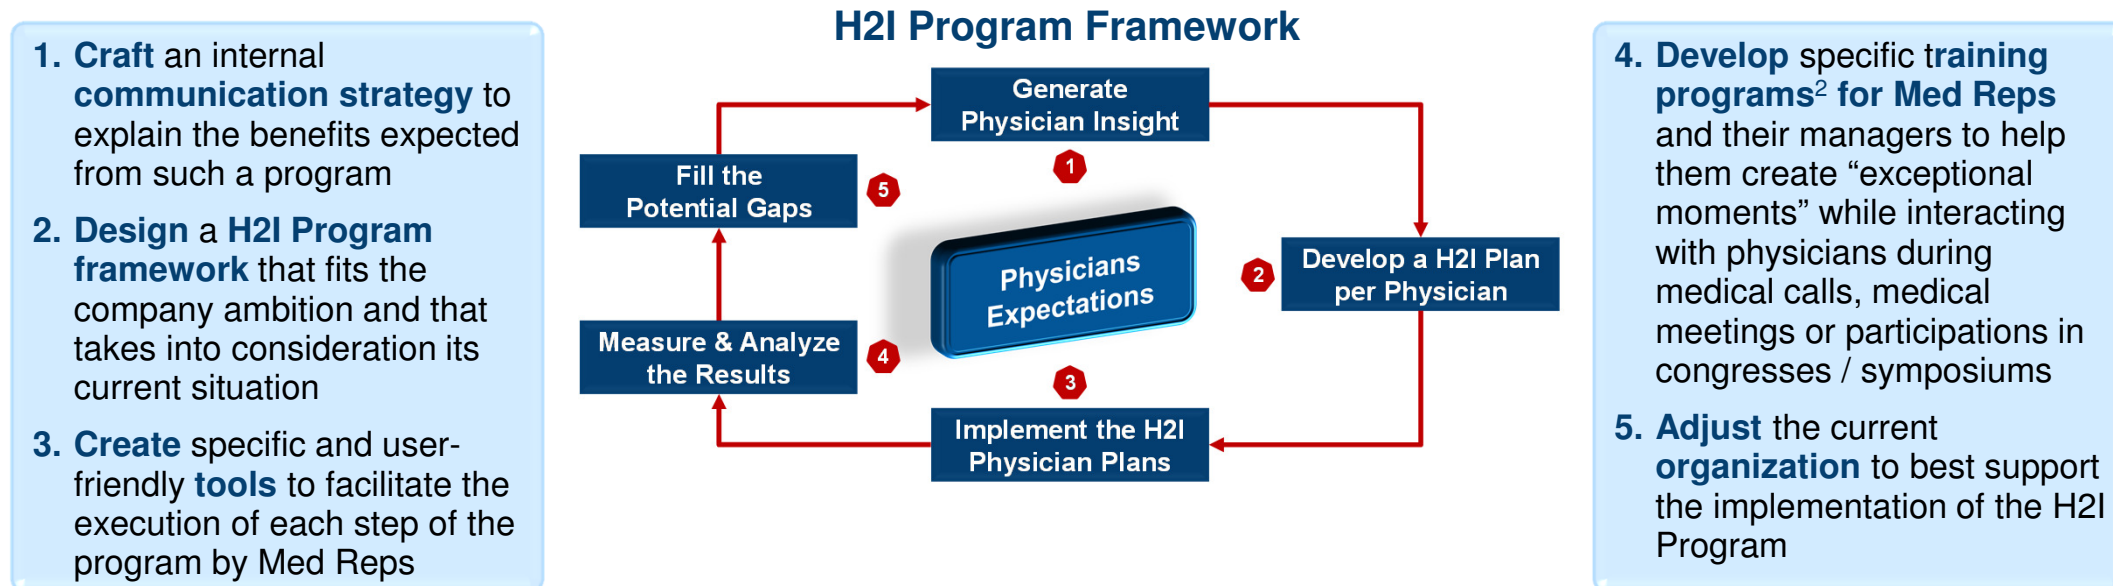 H2I Program Framework
1. Craft an internal
communication strategy to
explain the benefits expected
from such a program
2. Design a H2I Program
framework that fits the
company ambition and that
takes into consideration its
current situation
3. Create specific and user-
friendly tools to facilitate the
execution of each step of the
program by Med Reps
Generate
Physician Insight
1
Develop a H2I Plan
per Physician
2
Implement the H2I
Physician Plans
3
Measure & Analyze
the Results
4
Fill the
Potential Gaps
5
Physicians
Expectations
4. Develop specific training
programs² for Med Reps
and their managers to help
them create “exceptional
moments” while interacting
with physicians during
medical calls, medical
meetings or participations in
congresses / symposiums
5. Adjust the current
organization to best support
the implementation of the H2I
Program